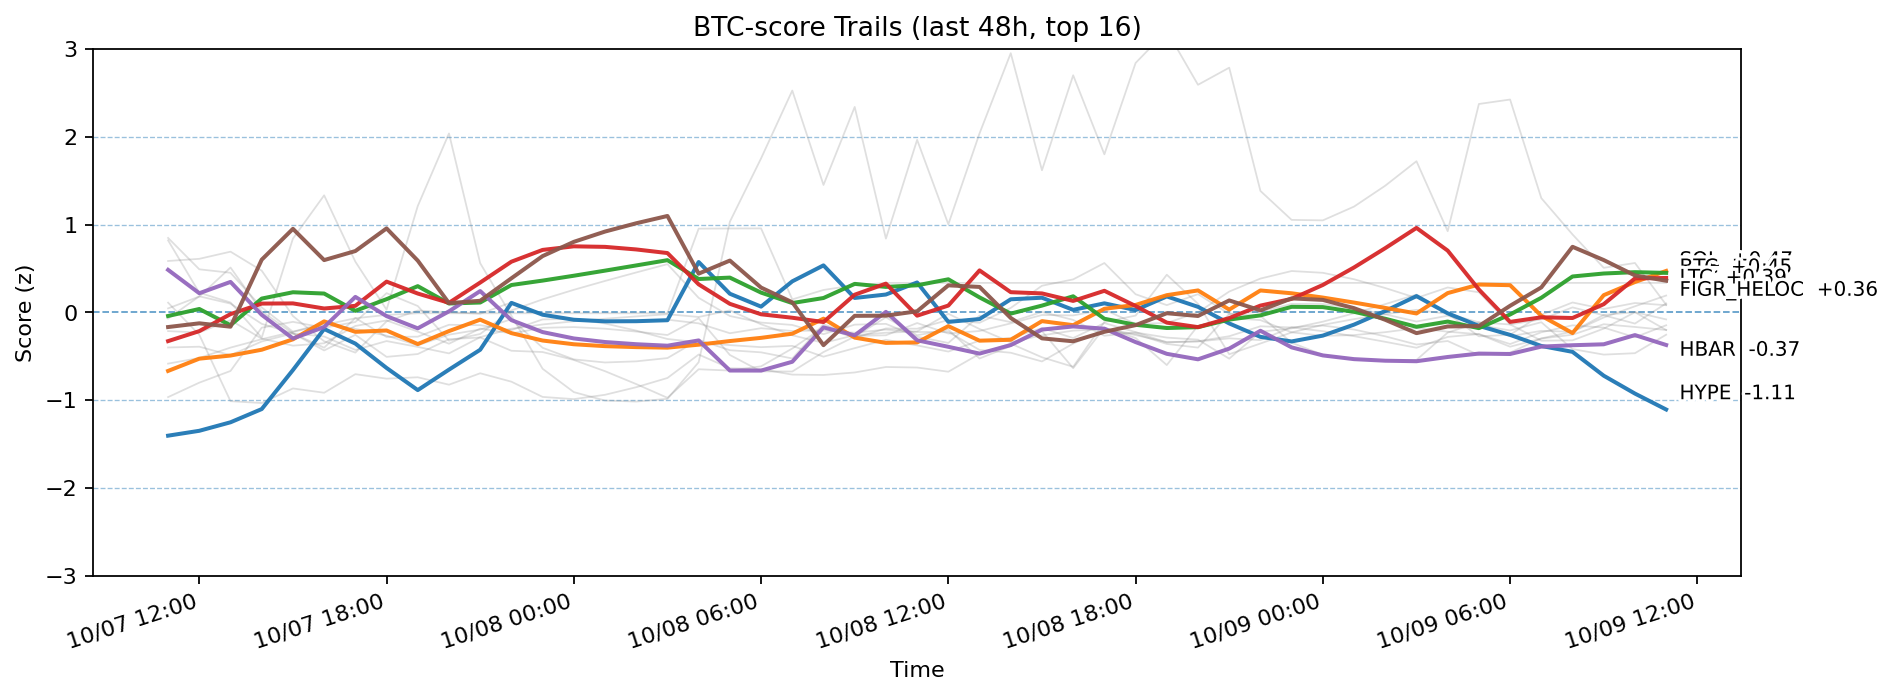 BTC-score Trails (last 48h, top 16)
3
2
1
0
−1
−2
−3
Score (z)
+0.39
FIGR_HELOC +0.36
HBAR -0.37
HYPE -1.11
10/07 12:00
10/07 18:00
10/08 00:00
10/08 06:00
10/08 12:00
10/08 18:00
10/09 00:00
10/09 06:00
10/09 12:00
Time